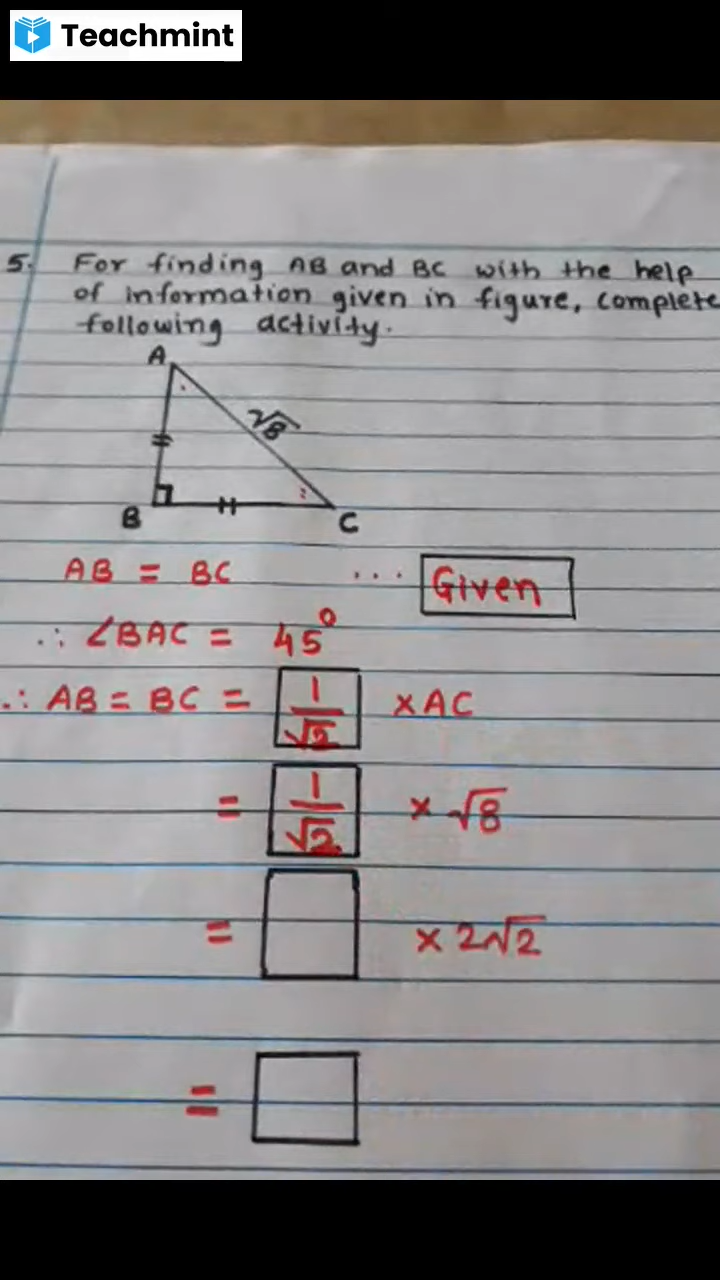 Teachmint
5. For finding AB and BC with the help
of information given in figure, complete
following activity.
A
√8
B
C
AB = BC ... Given
∴ ∠BAC = 45°
∴ AB = BC = 1/√2 × AC
= 1/√2 × √8
= × 2√2
=